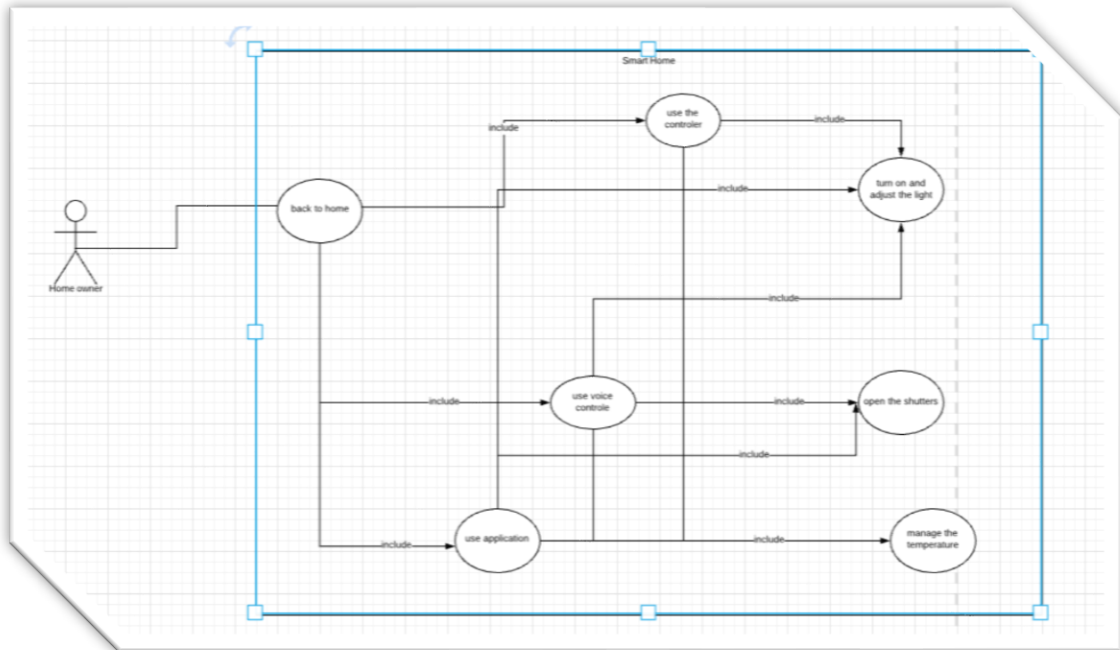 Smart Home
use the
controler
include
include
turn on and
adjust the light
include
back to home
Home owner
include
use voice
controle
include
include
open the shutters
include
use application
include
include
manage the
temperature